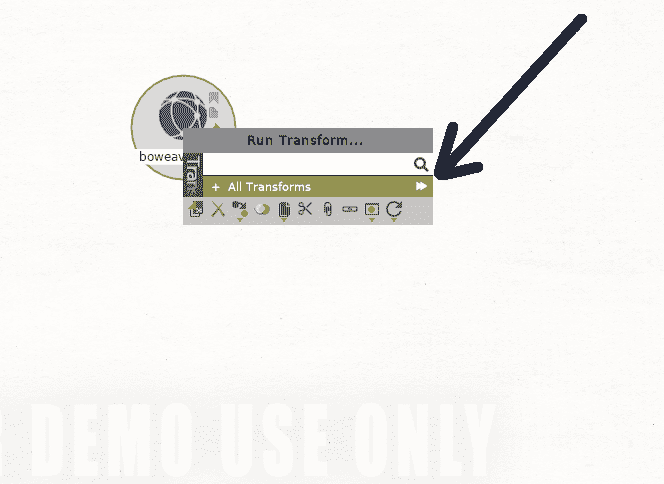 Run Transform...
boweav
+ All Transforms
DEMO USE ONLY